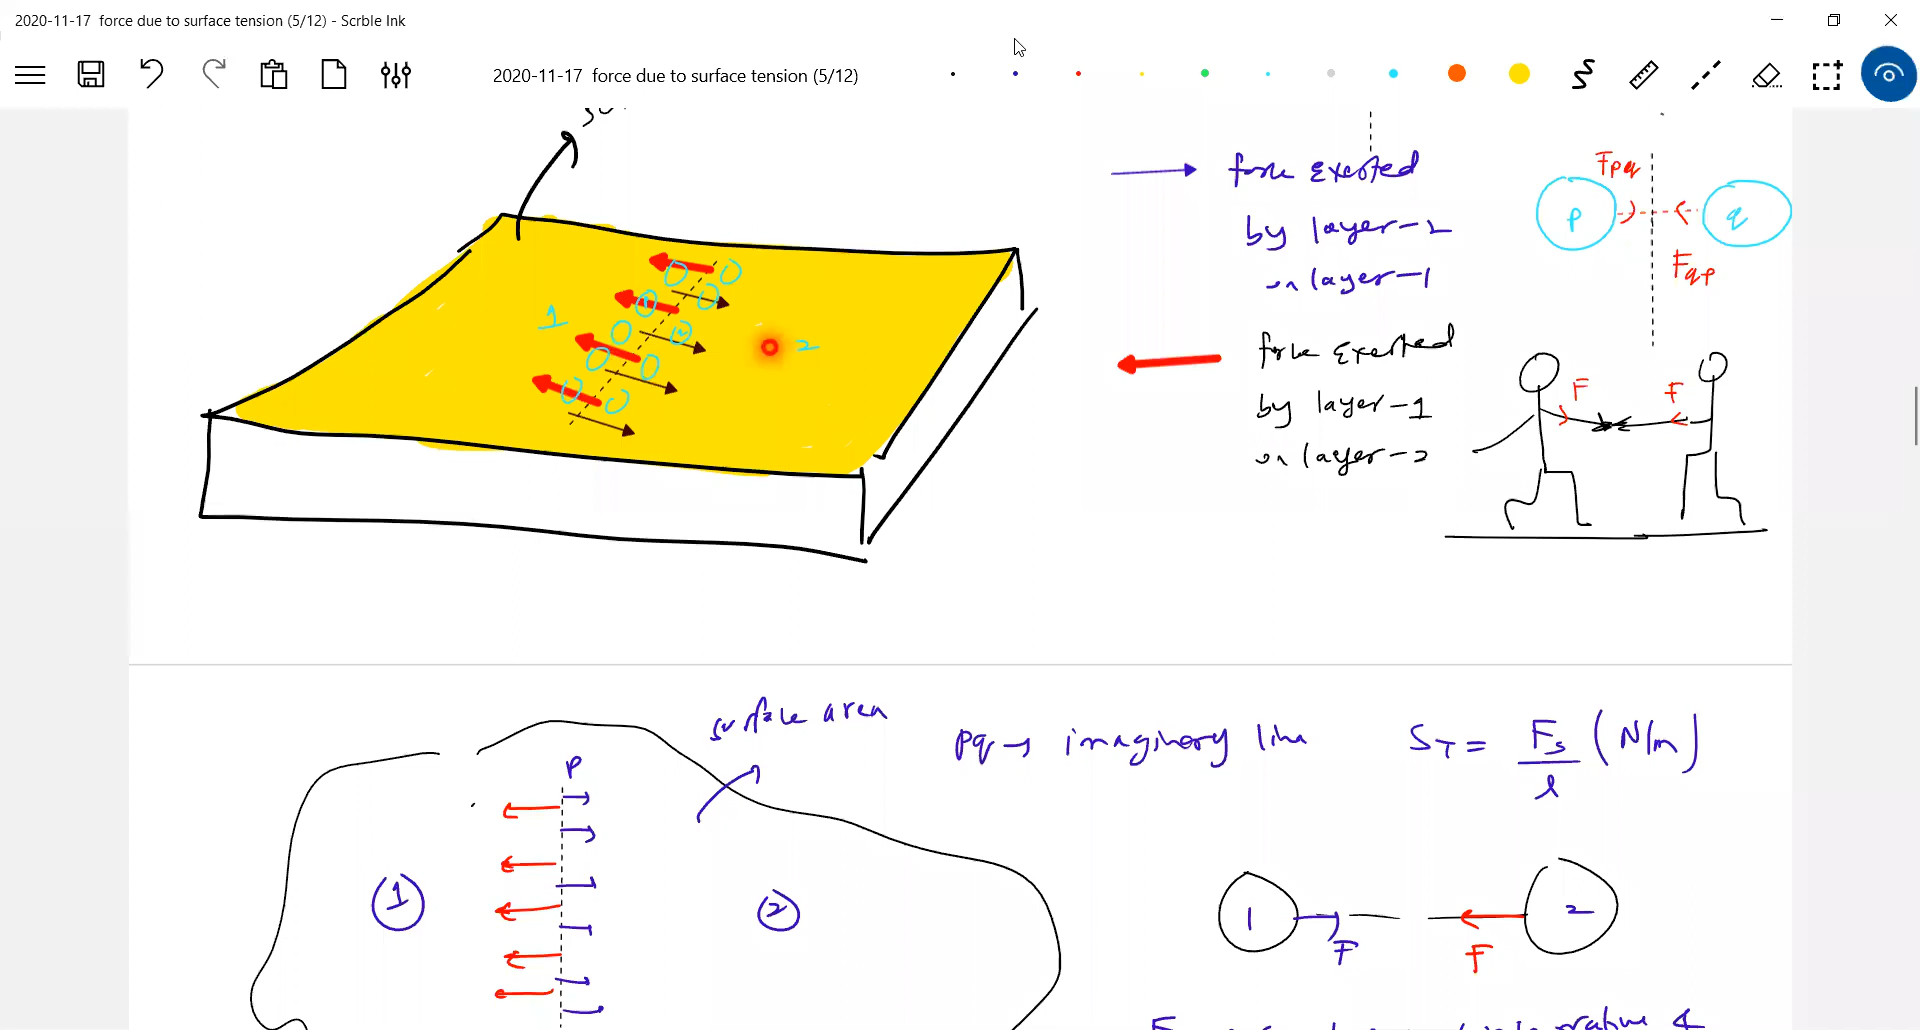 2020-11-17 force due to surface tension (5/12) - Scrble Ink
2020-11-17 force due to surface tension (5/12)
force exerted
by layer-2
on layer-1
force exerted
by layer-1
on layer-2
1
2
Fpq
p
q
Fqp
F
F
surface area
pq → imaginary line
S_T = F_s / l (N/m)
P
1
2
1
F
F
2